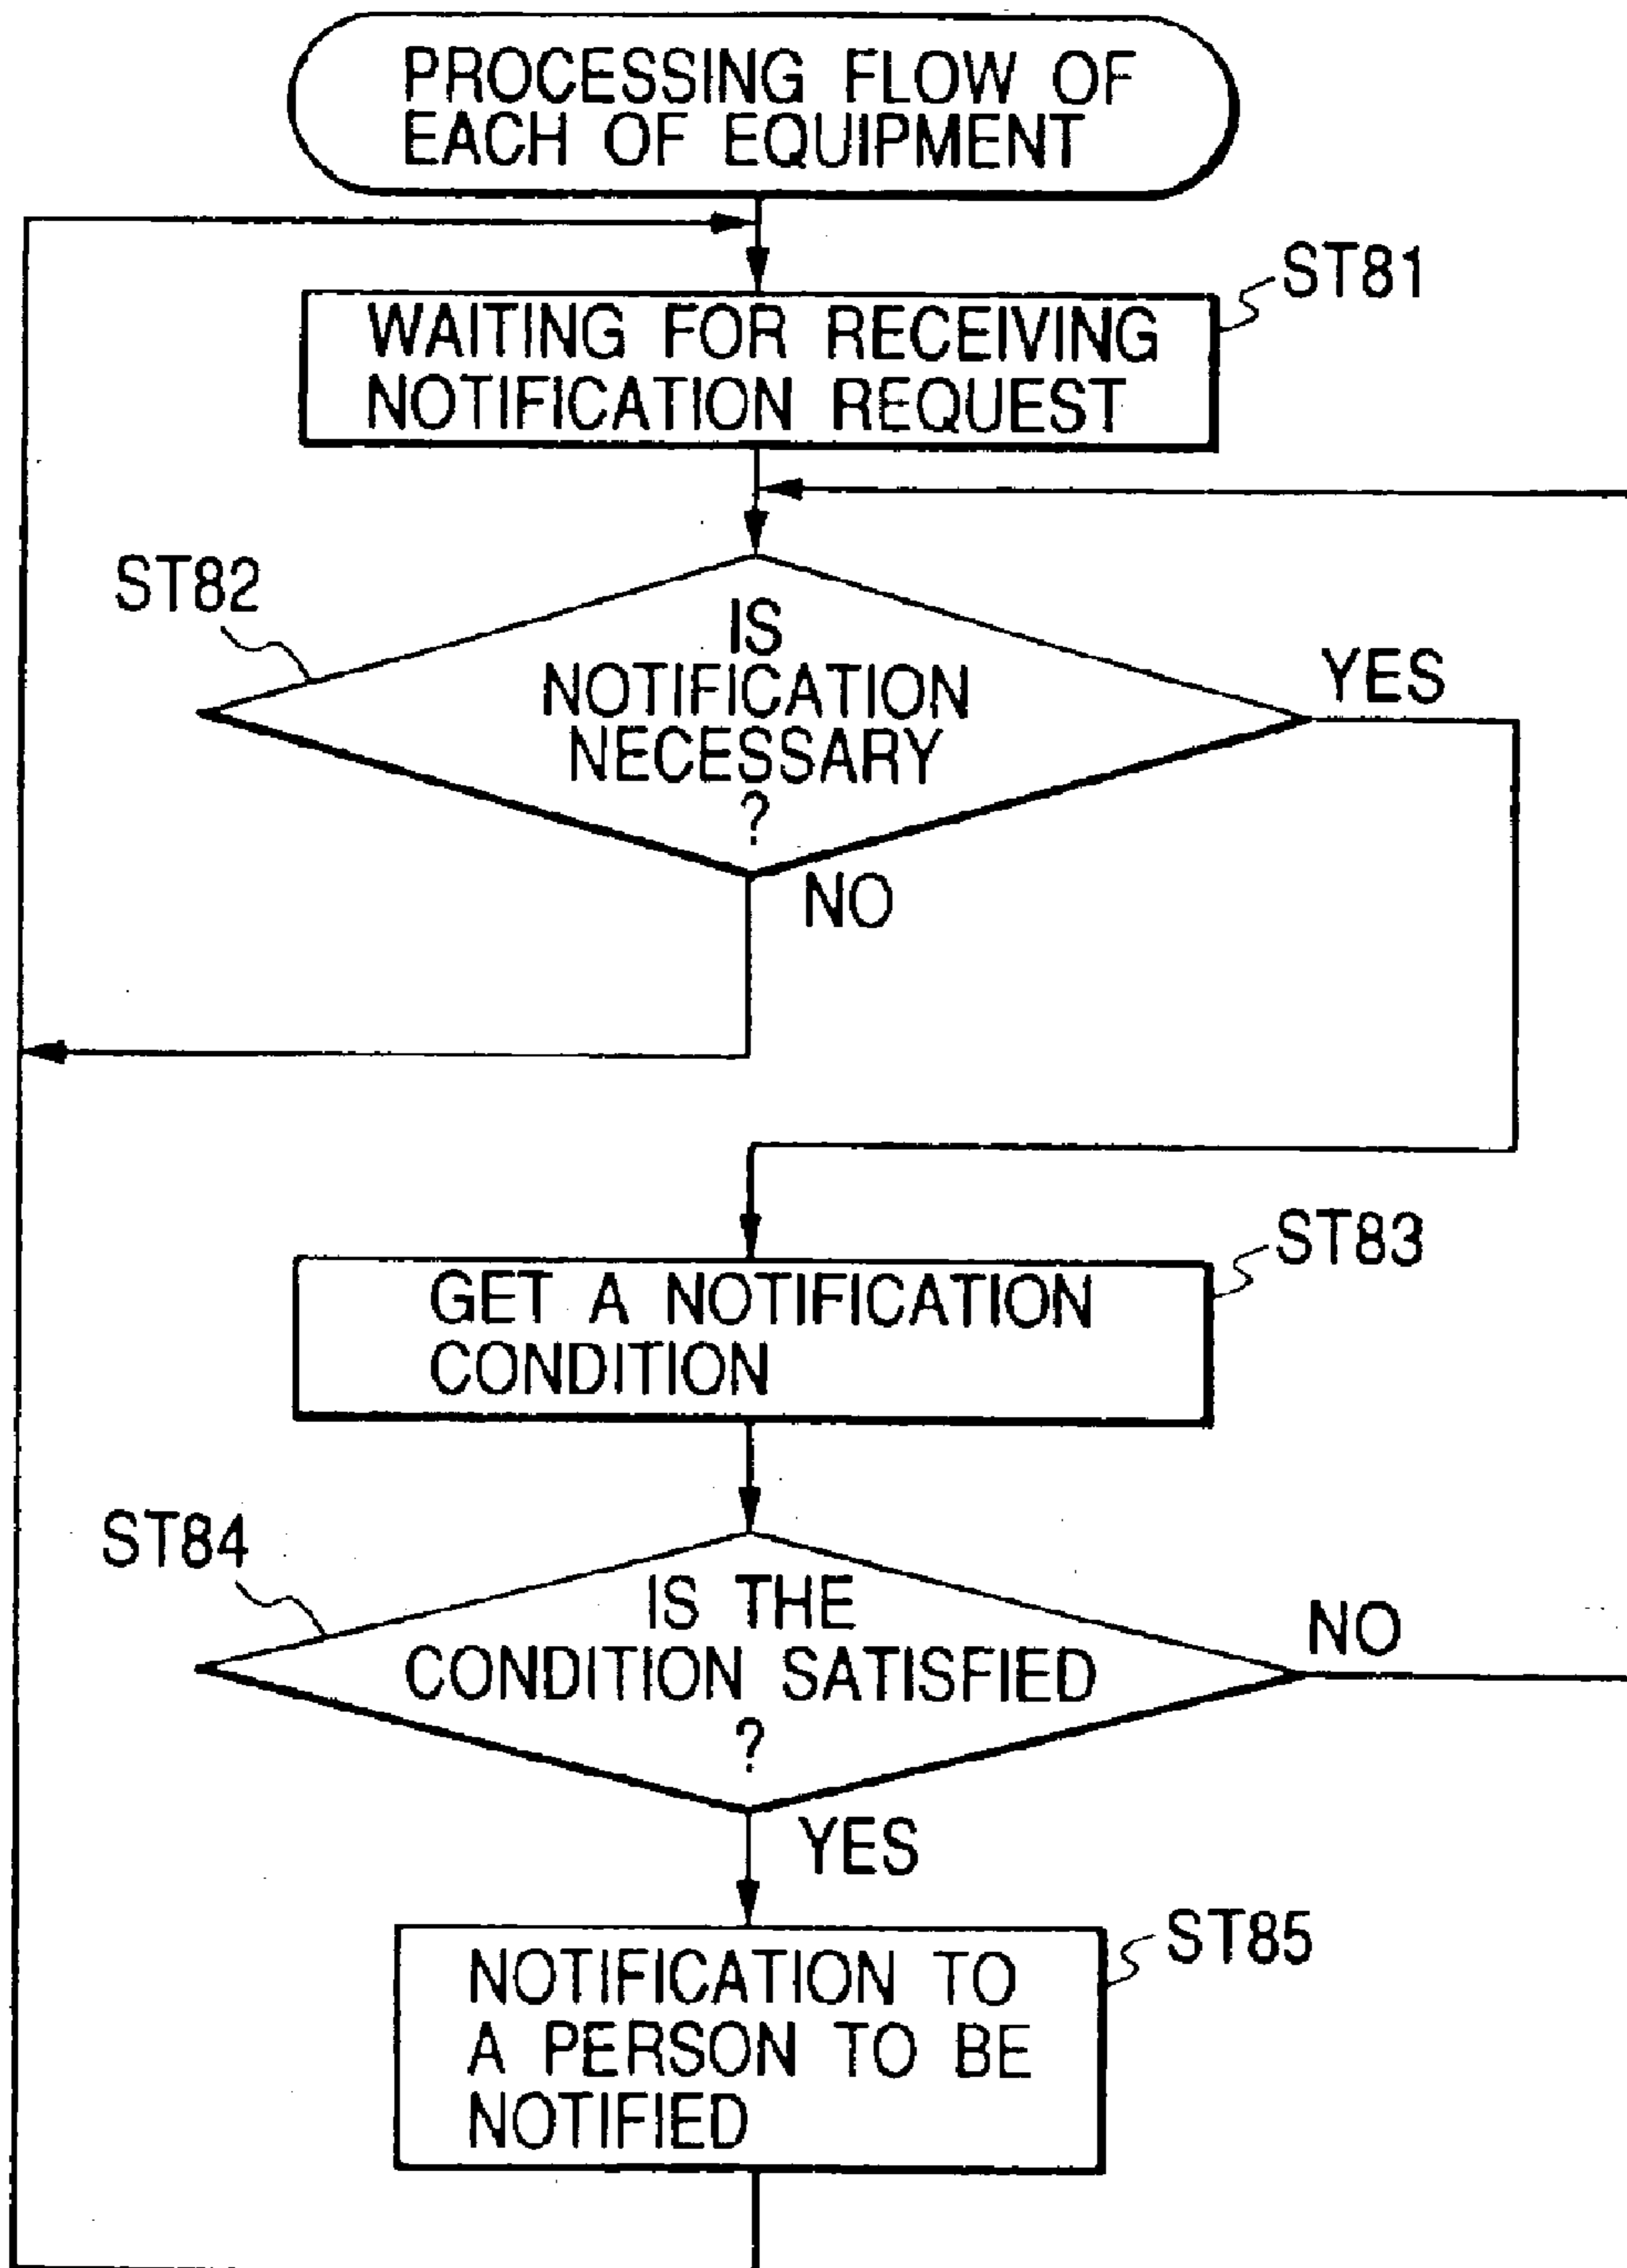 PROCESSING FLOW OF
EACH OF EQUIPMENT
ST81
WAITING FOR RECEIVING
NOTIFICATION REQUEST
ST82
IS
NOTIFICATION
NECESSARY
?
YES
NO
ST83
GET A NOTIFICATION
CONDITION
ST84
IS THE
CONDITION SATISFIED
?
NO
YES
ST85
NOTIFICATION TO
A PERSON TO BE
NOTIFIED